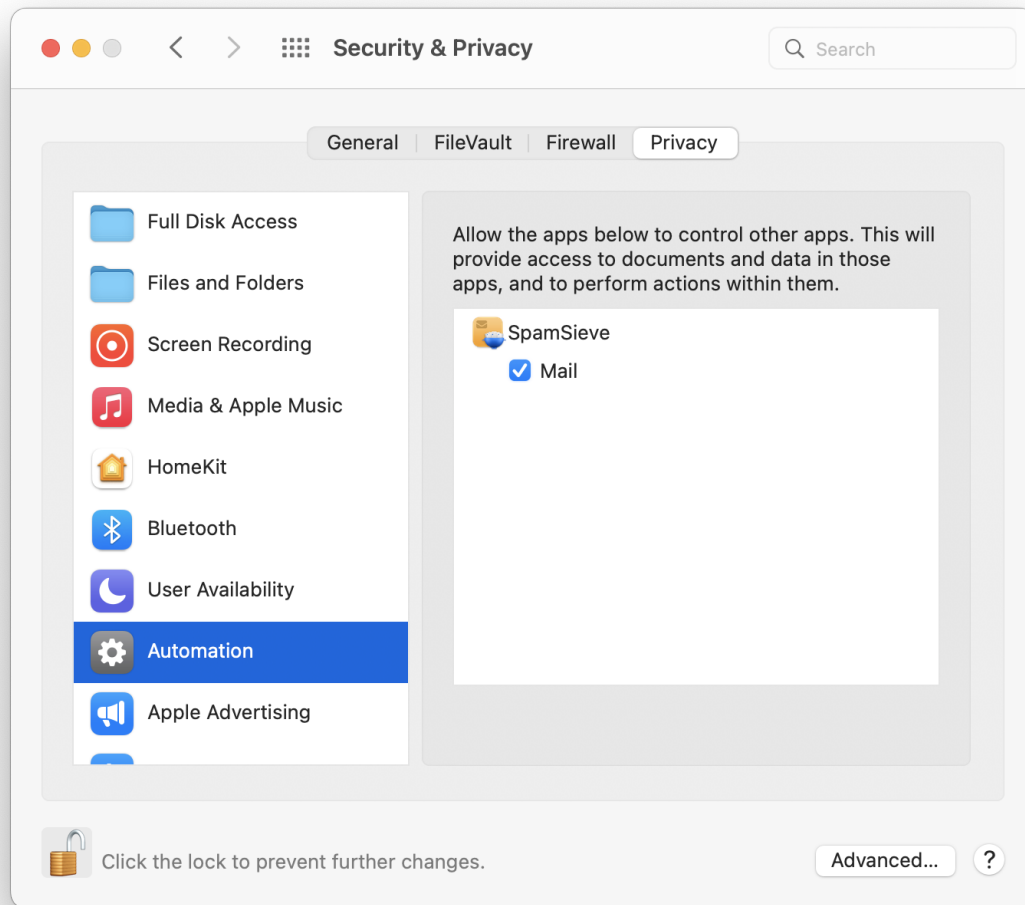 Security & Privacy
Search
General
FileVault
Firewall
Privacy
Full Disk Access
Files and Folders
Screen Recording
Media & Apple Music
HomeKit
Bluetooth
User Availability
Automation
Apple Advertising
Allow the apps below to control other apps. This will
provide access to documents and data in those
apps, and to perform actions within them.
SpamSieve
Mail
Click the lock to prevent further changes.
Advanced...
?